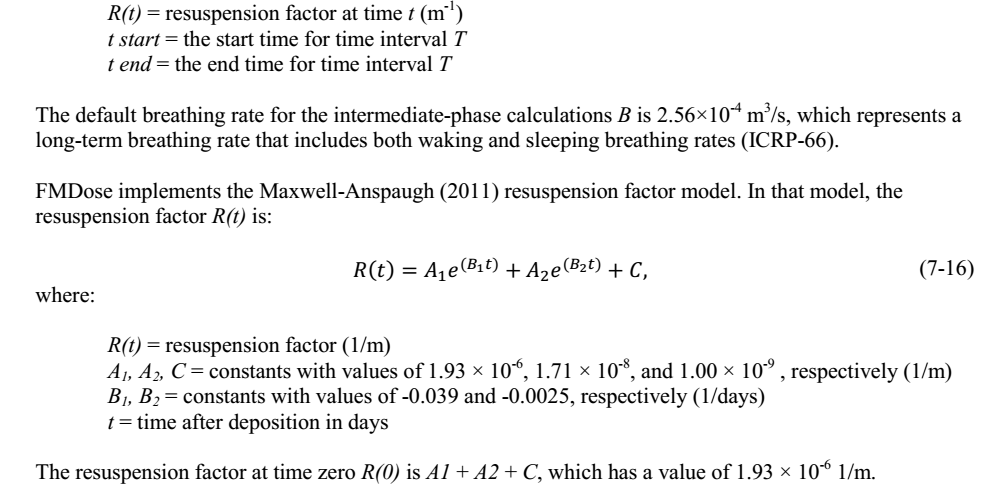 R(t) = resuspension factor at time t (m⁻¹)
t start = the start time for time interval T
t end = the end time for time interval T
The default breathing rate for the intermediate-phase calculations B is 2.56×10⁻⁴ m³/s, which represents a
long-term breathing rate that includes both waking and sleeping breathing rates (ICRP-66).
FMDose implements the Maxwell-Anspaugh (2011) resuspension factor model. In that model, the
resuspension factor R(t) is:
R(t) = A₁e^(B₁t) + A₂e^(B₂t) + C, (7-16)
where:
R(t) = resuspension factor (1/m)
A₁, A₂, C = constants with values of 1.93 × 10⁻⁶, 1.71 × 10⁻⁸, and 1.00 × 10⁻⁹ , respectively (1/m)
B₁, B₂ = constants with values of -0.039 and -0.0025, respectively (1/days)
t = time after deposition in days
The resuspension factor at time zero R(0) is A1 + A2 + C, which has a value of 1.93 × 10⁻⁶ 1/m.